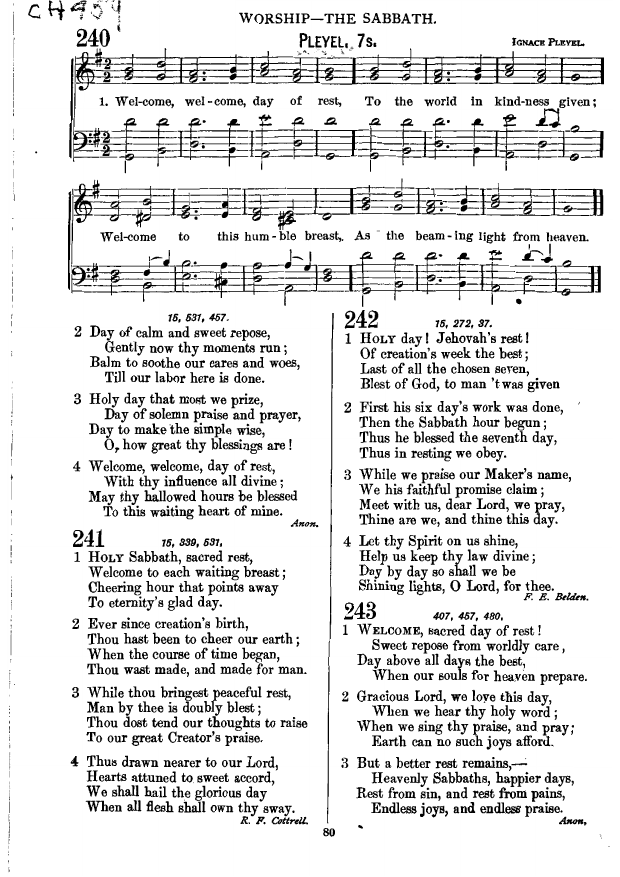 CH 1941
WORSHIP—THE SABBATH.
240
PLEYEL. 7s.
IGNACE PLEYEL.
1. Wel-come, wel-come, day of rest, To the world in kind-ness given;
Wel-come to this hum-ble breast, As the beam-ing light from heaven.
15, 531, 457.
2 Day of calm and sweet repose,
Gently now thy moments run;
Balm to soothe our cares and woes,
Till our labor here is done.
3 Holy day that most we prize,
Day of solemn praise and prayer,
Day to make the simple wise,
O, how great thy blessings are!
4 Welcome, welcome, day of rest,
With thy influence all divine;
May thy hallowed hours be blessed
To this waiting heart of mine.
Anon.
241
15, 339, 531,
1 HOLY Sabbath, sacred rest,
Welcome to each waiting breast;
Cheering hour that points away
To eternity's glad day.
2 Ever since creation's birth,
Thou hast been to cheer our earth;
When the course of time began,
Thou wast made, and made for man.
3 While thou bringest peaceful rest,
Man by thee is doubly blest;
Thou dost tend our thoughts to raise
To our great Creator's praise.
4 Thus drawn nearer to our Lord,
Hearts attuned to sweet accord,
We shall hail the glorious day
When all flesh shall own thy sway.
R. F. Cottrell.
242
15, 272, 37.
1 HOLY day! Jehovah's rest!
Of creation's week the best;
Last of all the chosen seven,
Blest of God, to man 't was given
2 First his six day's work was done,
Then the Sabbath hour begun;
Thus he blessed the seventh day,
Thus in resting we obey.
3 While we praise our Maker's name,
We his faithful promise claim;
Meet with us, dear Lord, we pray,
Thine are we, and thine this day.
4 Let thy Spirit on us shine,
Help us keep thy law divine;
Day by day so shall we be
Shining lights, O Lord, for thee.
F. E. Belden.
243
407, 457, 480,
1 WELCOME, sacred day of rest!
Sweet repose from worldly care,
Day above all days the best,
When our souls for heaven prepare.
2 Gracious Lord, we love this day,
When we hear thy holy word;
When we sing thy praise, and pray;
Earth can no such joys afford.
3 But a better rest remains,—
Heavenly Sabbaths, happier days,
Rest from sin, and rest from pains,
Endless joys, and endless praise.
Anon,
80